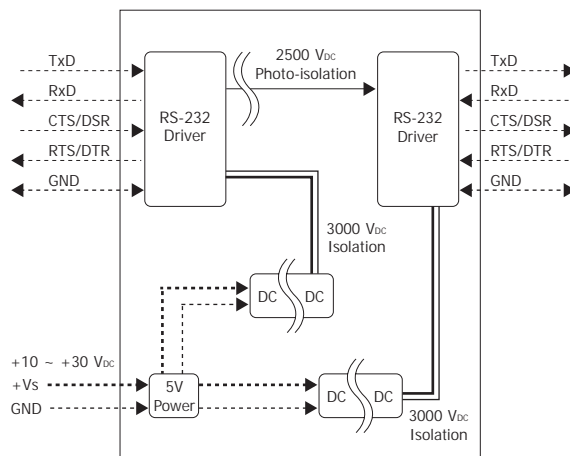 2500 VDC
Photo-isolation
TxD
RxD
CTS/DSR
RTS/DTR
GND
RS-232
Driver
RS-232
Driver
TxD
RxD
CTS/DSR
RTS/DTR
GND
3000 VDC
Isolation
DC DC
+10 ~ +30 VDC
+Vs
GND
5V
Power
DC DC
3000 VDC
Isolation